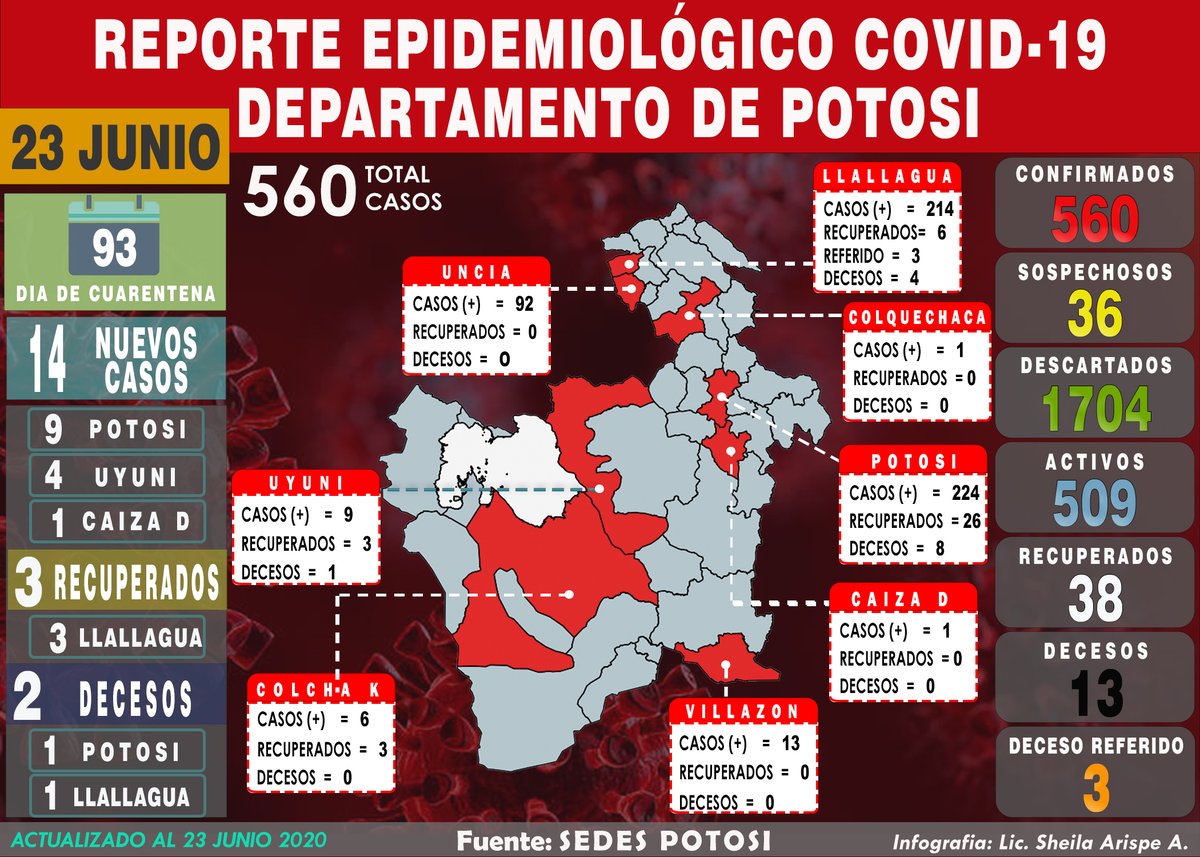 REPORTE EPIDEMIOLÓGICO COVID-19
DEPARTAMENTO DE POTOSI
23 JUNIO
93
DIA DE CUARENTENA
14 NUEVOS CASOS
9 POTOSI
4 UYUNI
1 CAIZA D
3 RECUPERADOS
3 LLALLAGUA
2 DECESOS
1 POTOSI
1 LLALLAGUA
560 TOTAL CASOS
UNCIA
CASOS (+) = 92
RECUPERADOS = 0
DECESOS = 0
LLALLAGUA
CASOS (+) = 214
RECUPERADOS= 6
REFERIDO = 3
DECESOS = 4
COLQUECHACA
CASOS (+) = 1
RECUPERADOS = 0
DECESOS = 0
UYUNI
CASOS (+) = 9
RECUPERADOS = 3
DECESOS = 1
POTOSI
CASOS (+) = 224
RECUPERADOS = 26
DECESOS = 8
CAIZA D
CASOS (+) = 1
RECUPERADOS = 0
DECESOS = 0
COLCHA K
CASOS (+) = 6
RECUPERADOS = 3
DECESOS = 0
VILLAZON
CASOS (+) = 13
RECUPERADOS = 0
DECESOS = 0
CONFIRMADOS
560
SOSPECHOSOS
36
DESCARTADOS
1704
ACTIVOS
509
RECUPERADOS
38
DECESOS
13
DECESO REFERIDO
3
ACTUALIZADO AL 23 JUNIO 2020
Fuente: SEDES POTOSI
Infografia: Lic. Sheila Arispe A.